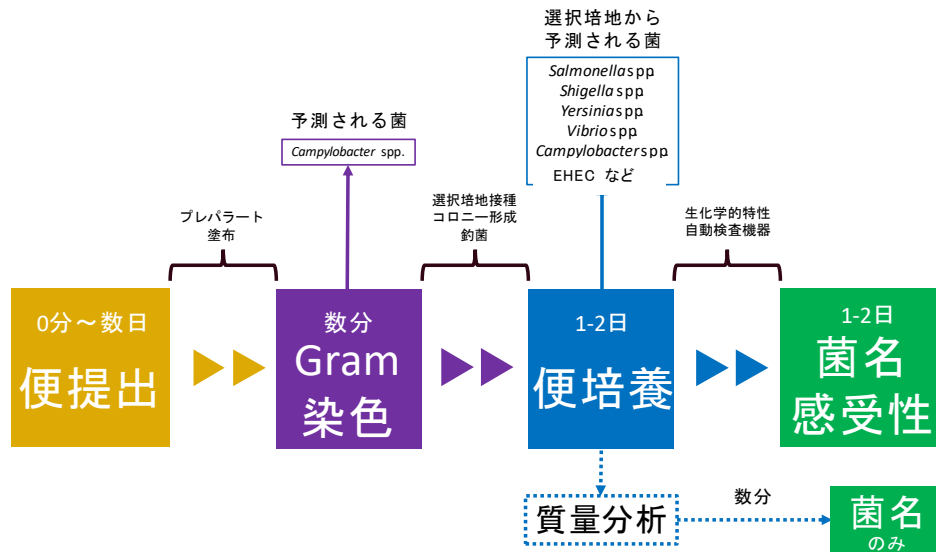 選択培地から
予測される菌
Salmonella spp.
Shigella spp.
Yersinia spp.
Vibrio spp.
Campylobacter spp.
EHEC など
予測される菌
Campylobacter spp.
プレパラート
塗布
選択培地接種
コロニー形成
釣菌
生化学的特性
自動検査機器
0分～数日
便提出
数分
Gram
染色
1-2日
便培養
1-2日
菌名
感受性
質量分析
数分
菌名
のみ